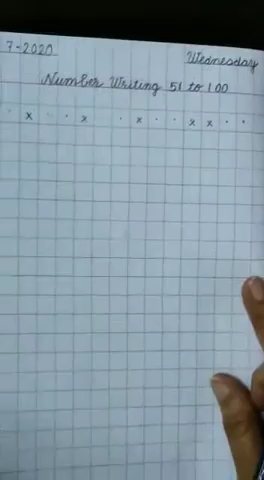 7-2020
Wednesday
Number Writing 51 to 100
. x . . x . . x . . x x . .